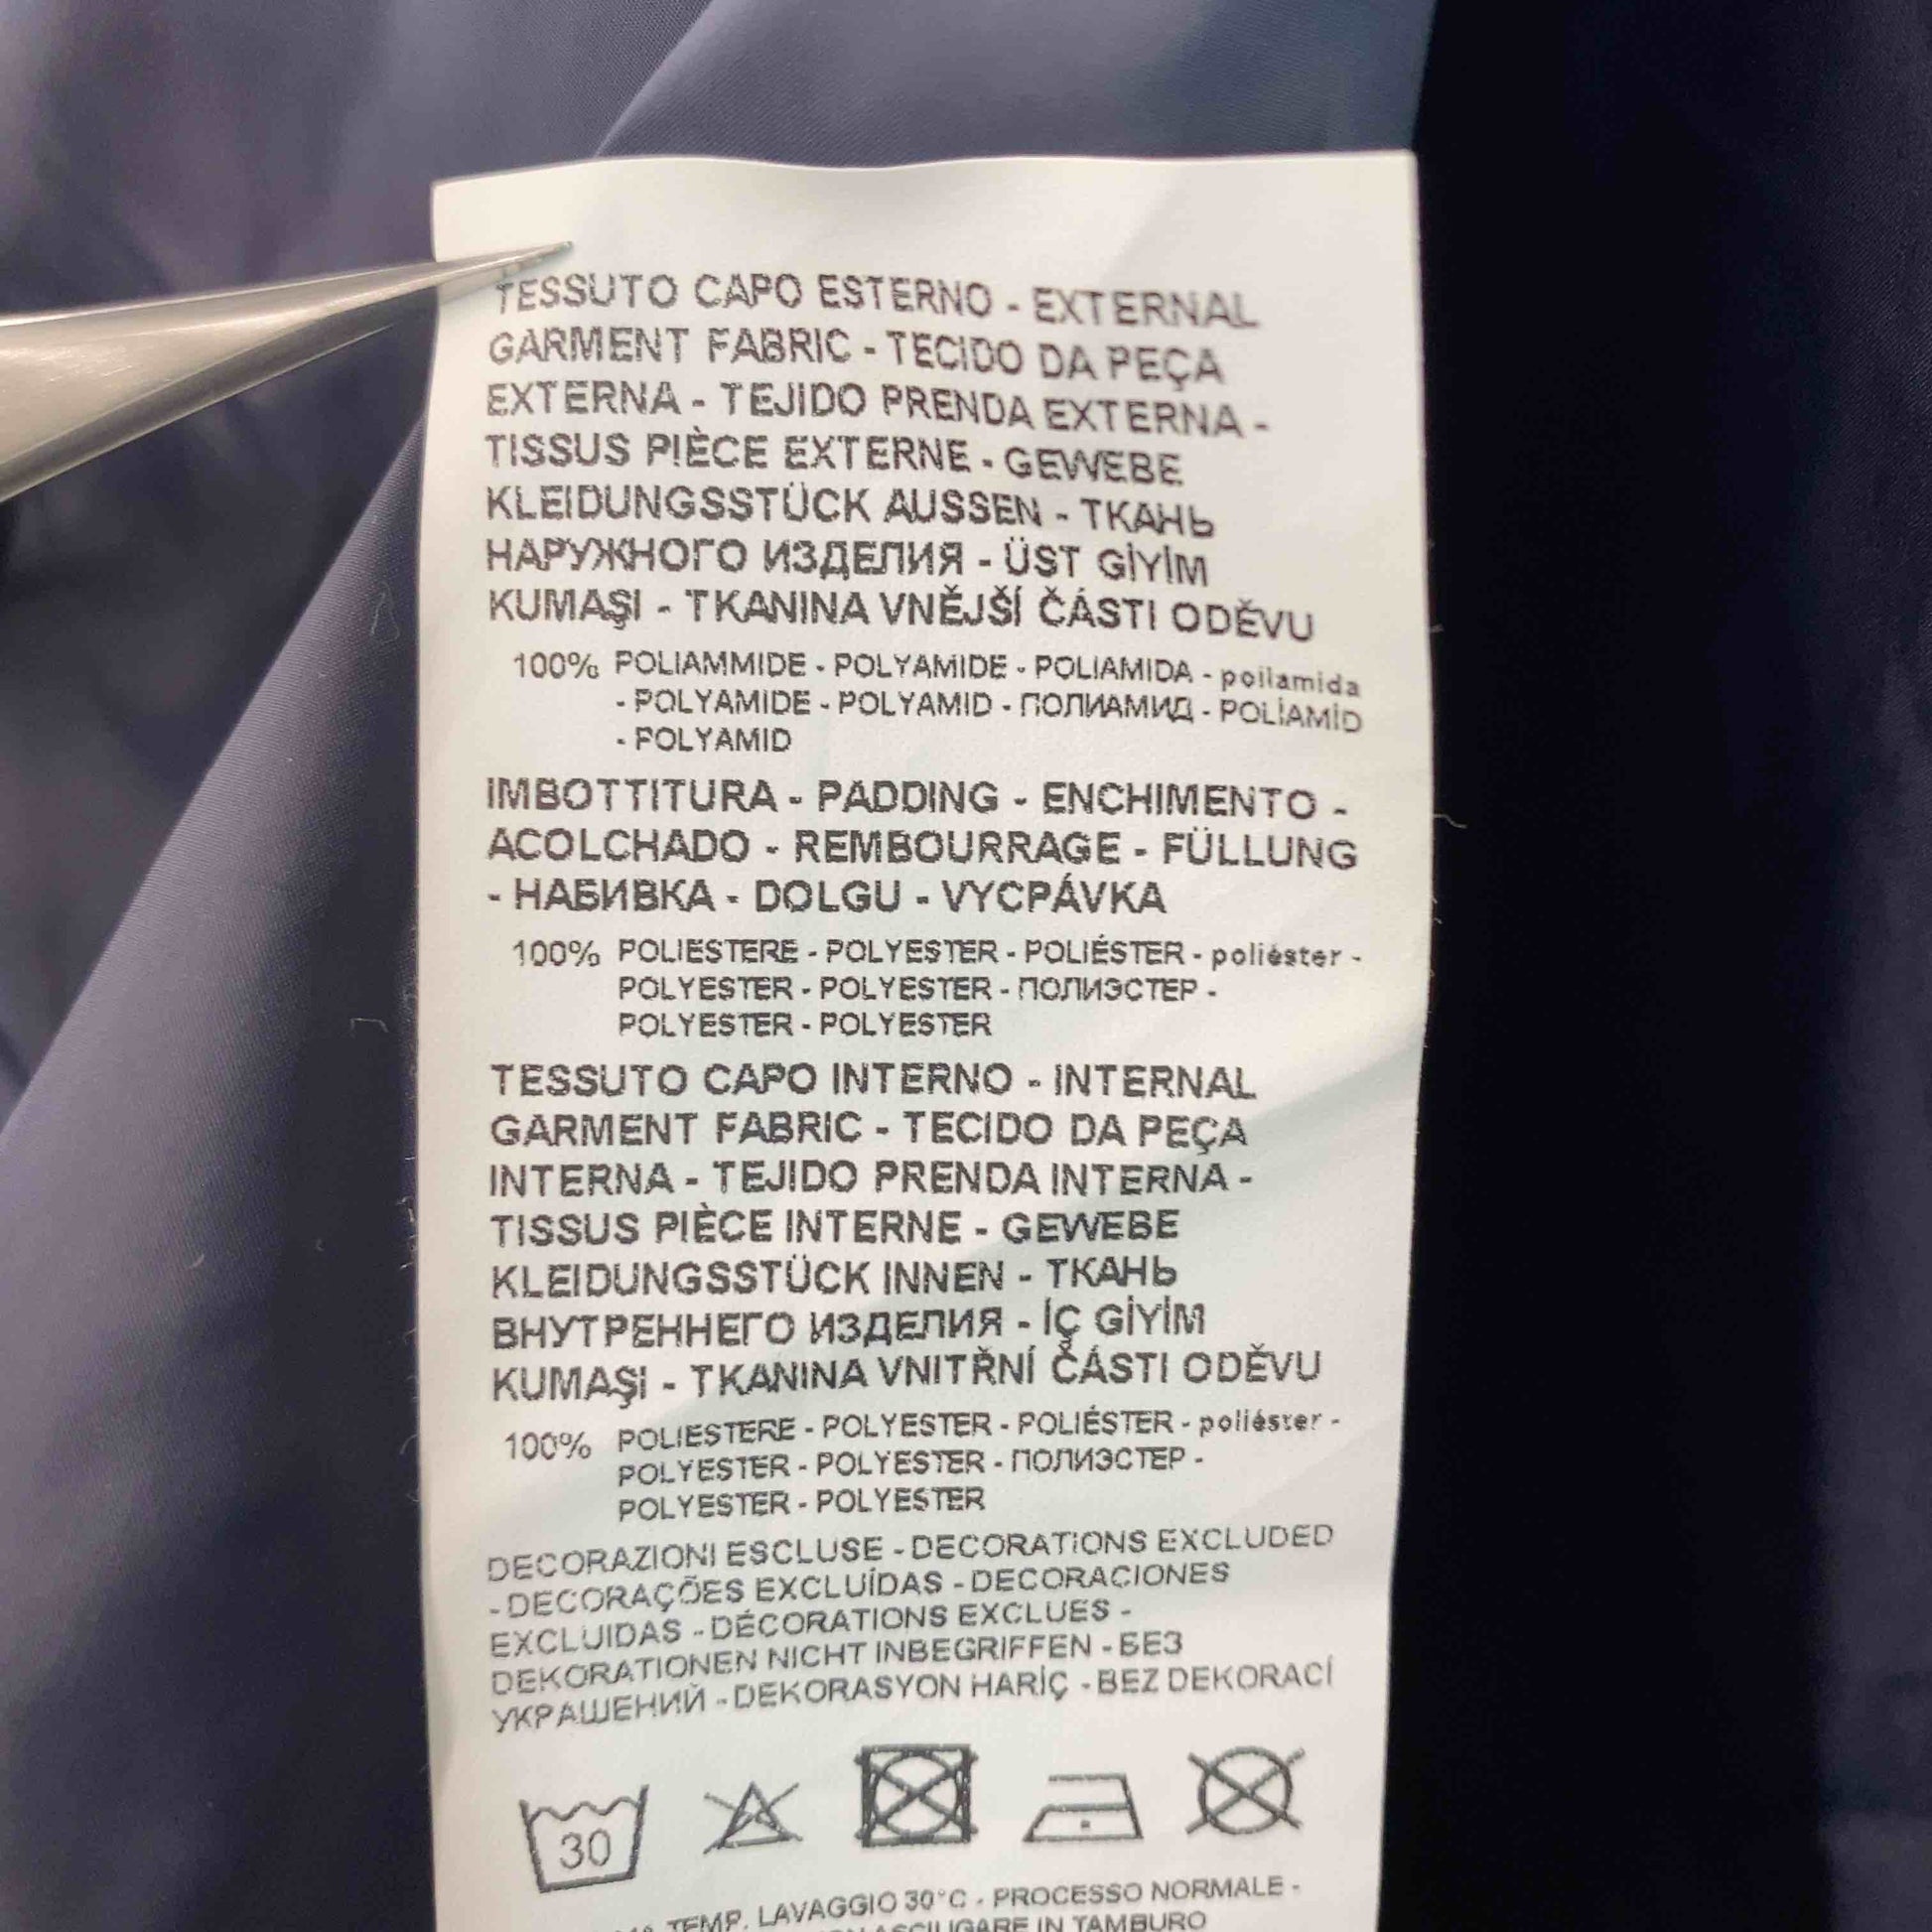 TESSUTO CAPO ESTERNO - EXTERNAL
GARMENT FABRIC - TECIDO DA PEÇA
EXTERNA - TEJIDO PRENDA EXTERNA -
TISSUS PIÈCE EXTERNE - GEWEBE
KLEIDUNGSSTÜCK AUSSEN - ТКАНЬ
НАРУЖНОГО ИЗДЕЛИЯ - ÜST GİYİM
KUMAŞI - TKANINA VNĚJŠÍ ČÁSTI ODĚVU
100% POLIAMMIDE - POLYAMIDE - POLIAMIDA - poliamida
- POLYAMIDE - POLYAMID - ПОЛИАМИД - POLİAMİD
- POLYAMID
IMBOTTITURA - PADDING - ENCHIMENTO -
ACOLCHADO - REMBOURRAGE - FÜLLUNG
- НАБИВКА - DOLGU - VYCPÁVKA
100% POLIESTERE - POLYESTER - POLIÉSTER - poliéster -
POLYESTER - POLYESTER - ПОЛИЭСТЕР -
POLYESTER - POLYESTER
TESSUTO CAPO INTERNO - INTERNAL
GARMENT FABRIC - TECIDO DA PEÇA
INTERNA - TEJIDO PRENDA INTERNA -
TISSUS PIÈCE INTERNE - GEWEBE
KLEIDUNGSSTÜCK INNEN - ТКАНЬ
ВНУТРЕННЕГО ИЗДЕЛИЯ - İÇ GİYİM
KUMAŞI - TKANINA VNITŘNÍ ČÁSTI ODĚVU
100% POLIESTERE - POLYESTER - POLIÉSTER - poliéster -
POLYESTER - POLYESTER - ПОЛИЭСТЕР -
POLYESTER - POLYESTER
DECORAZIONI ESCLUSE - DECORATIONS EXCLUDED
- DECORAÇÕES EXCLUÍDAS - DECORACIONES
EXCLUIDAS - DÉCORATIONS EXCLUES -
DEKORATIONEN NICHT INBEGRIFFEN - БЕЗ
УКРАШЕНИЙ - DEKORASYON HARİÇ - BEZ DEKORACÍ
30
TEMP. LAVAGGIO 30°C - PROCESSO NORMALE -
ASCIUGARE IN TAMBURO